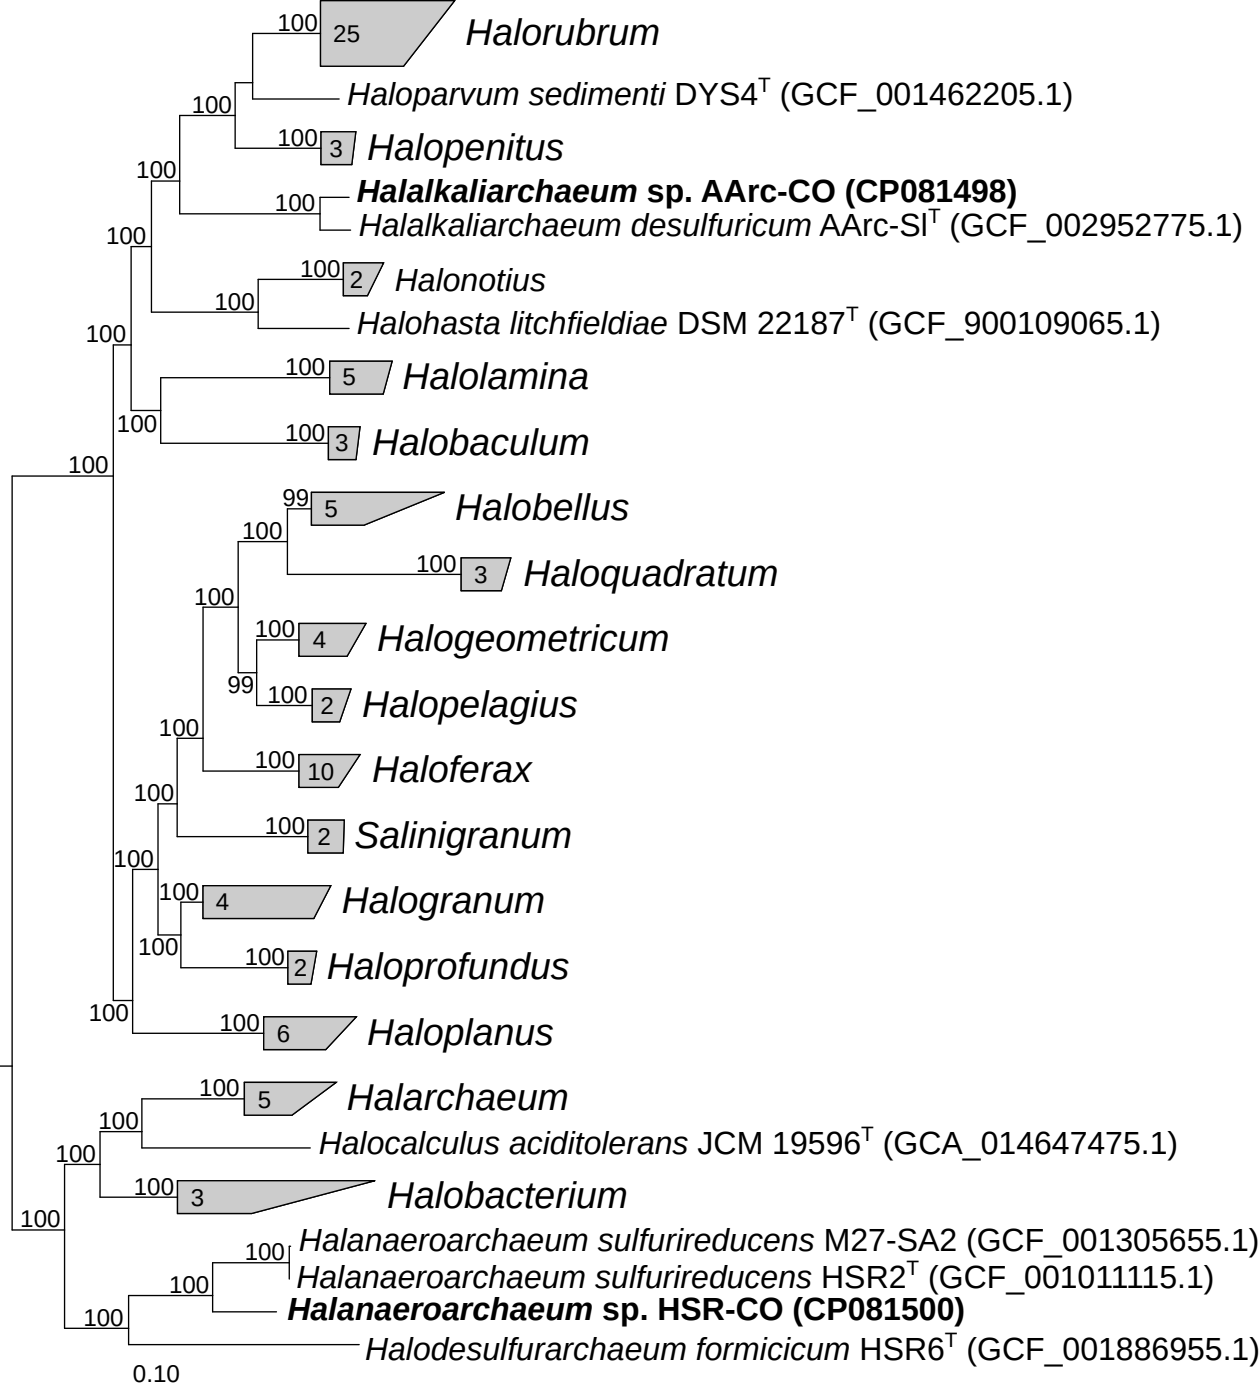 100 25 Halorubrum
Haloparvum sedimenti DYS4T (GCF_001462205.1)
100
100 3 Halopenitus
100
Halalkaliarchaeum sp. AArc-CO (CP081498)
100
Halalkaliarchaeum desulfuricum AArc-SlT (GCF_002952775.1)
100
100 2 Halonotius
100
Halohasta litchfieldiae DSM 22187T (GCF_900109065.1)
100
100 5 Halolamina
100
100 3 Halobaculum
100
99 5 Halobellus
100
100 3 Haloquadratum
100
100 4 Halogeometricum
99
100 2 Halopelagius
100
100 10 Haloferax
100
100 2 Salinigranum
100
100 4 Halogranum
100
100 2 Haloprofundus
100
100 6 Haloplanus
100 5 Halarchaeum
100
Halocalculus aciditolerans JCM 19596T (GCA_014647475.1)
100
100 3 Halobacterium
100
Halanaeroarchaeum sulfurireducens M27-SA2 (GCF_001305655.1)
100
Halanaeroarchaeum sulfurireducens HSR2T (GCF_001011115.1)
100
Halanaeroarchaeum sp. HSR-CO (CP081500)
100
Halodesulfurarchaeum formicicum HSR6T (GCF_001886955.1)
0.10